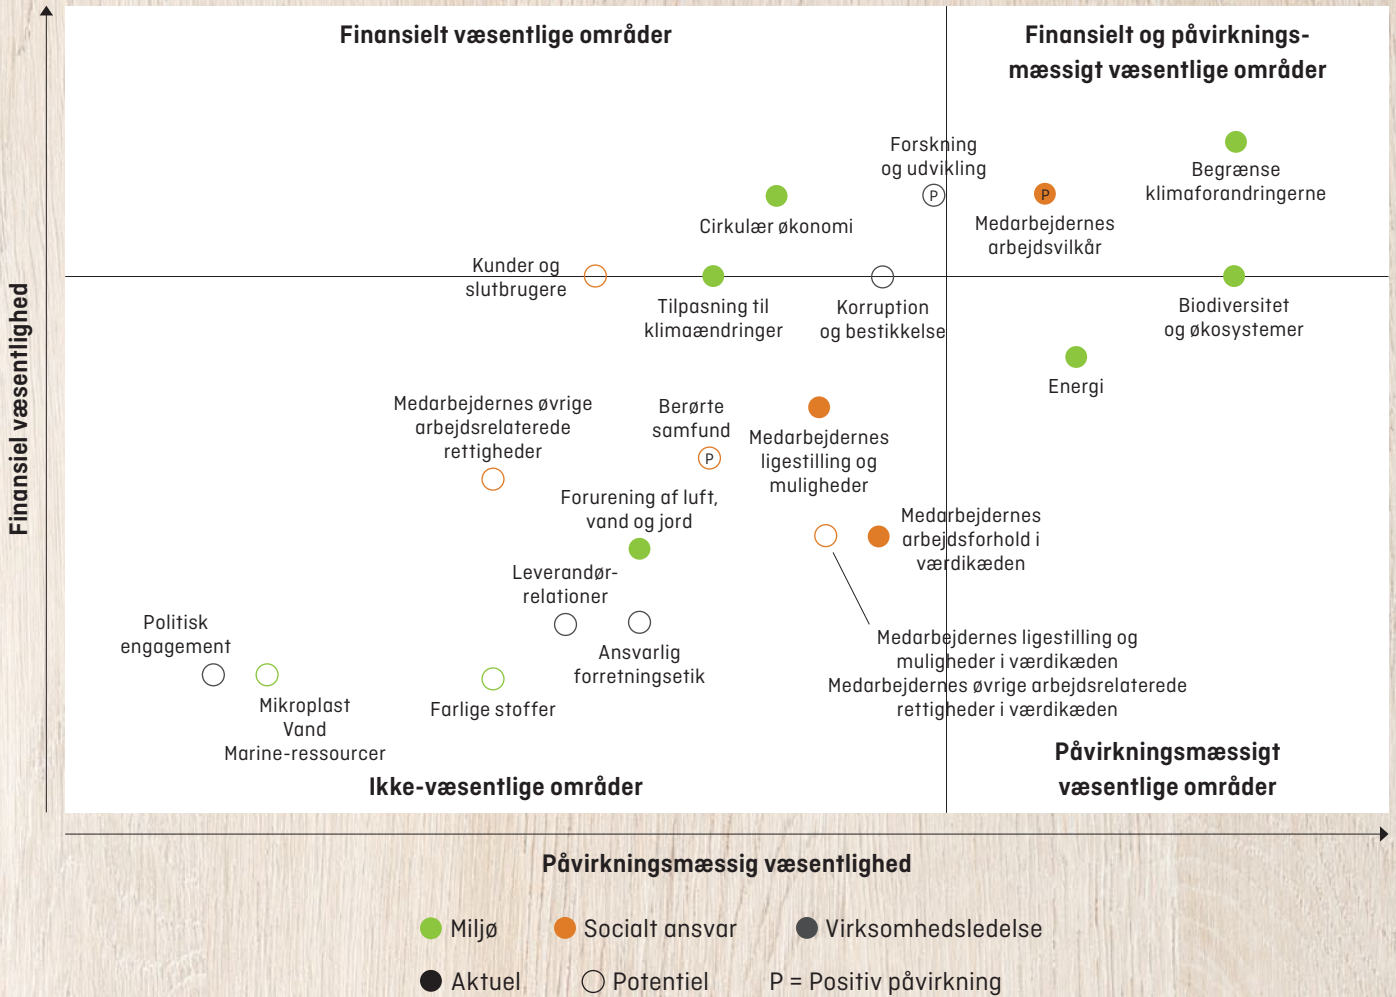 Finansielt væsentlige områder
Finansielt og påvirknings-
mæssigt væsentlige områder
Forskning
og udvikling
P
P
Begrænse
klimaforandringerne
Cirkulær økonomi
Medarbejdernes
arbejdsvilkår
Kunder og
slutbrugere
Tilpasning til
klimaændringer
Korruption
og bestikkelse
Biodiversitet
og økosystemer
Energi
Medarbejdernes øvrige
arbejdsrelaterede
rettigheder
Berørte
samfund
P
Medarbejdernes
ligestilling og
muligheder
Forurening af luft,
vand og jord
Medarbejdernes
arbejdsforhold i
værdikæden
Leverandør-
relationer
Politisk
engagement
Ansvarlig
forretningsetik
Medarbejdernes ligestilling og
muligheder i værdikæden
Medarbejdernes øvrige arbejdsrelaterede
rettigheder i værdikæden
Mikroplast
Vand
Marine-ressourcer
Farlige stoffer
Ikke-væsentlige områder
Påvirkningsmæssigt
væsentlige områder
Finansiel væsentlighed
Påvirkningsmæssig væsentlighed
Miljø
Socialt ansvar
Virksomhedsledelse
Aktuel
Potentiel
P = Positiv påvirkning